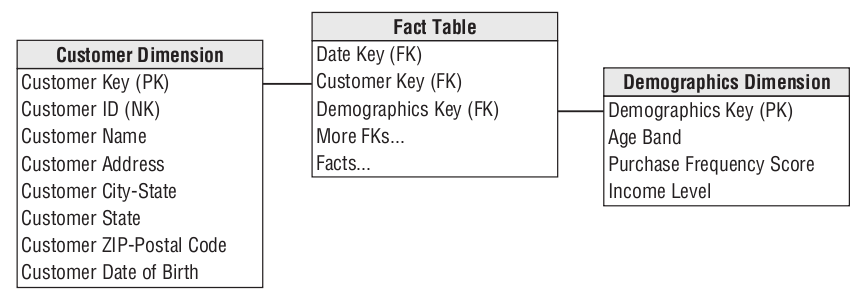 Customer Dimension
Customer Key (PK)
Customer ID (NK)
Customer Name
Customer Address
Customer City-State
Customer State
Customer ZIP-Postal Code
Customer Date of Birth
Fact Table
Date Key (FK)
Customer Key (FK)
Demographics Key (FK)
More FKs...
Facts...
Demographics Dimension
Demographics Key (PK)
Age Band
Purchase Frequency Score
Income Level